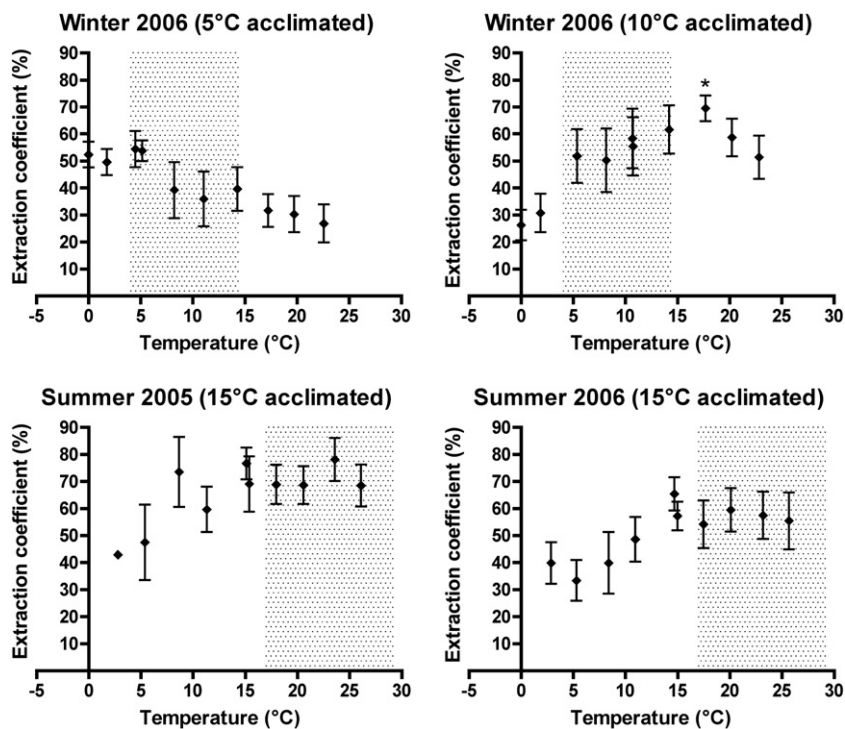 Winter 2006 (5°C acclimated)
Extraction coefficient (%)
90
80
70
60
50
40
30
20
10
-5 0 5 10 15 20 25 30
Temperature (°C)
Winter 2006 (10°C acclimated)
Extraction coefficient (%)
90
80
70
60
50
40
30
20
10
*
-5 0 5 10 15 20 25 30
Temperature (°C)
Summer 2005 (15°C acclimated)
Extraction coefficient (%)
90
80
70
60
50
40
30
20
10
-5 0 5 10 15 20 25 30
Temperature (°C)
Summer 2006 (15°C acclimated)
Extraction coefficient (%)
90
80
70
60
50
40
30
20
10
-5 0 5 10 15 20 25 30
Temperature (°C)